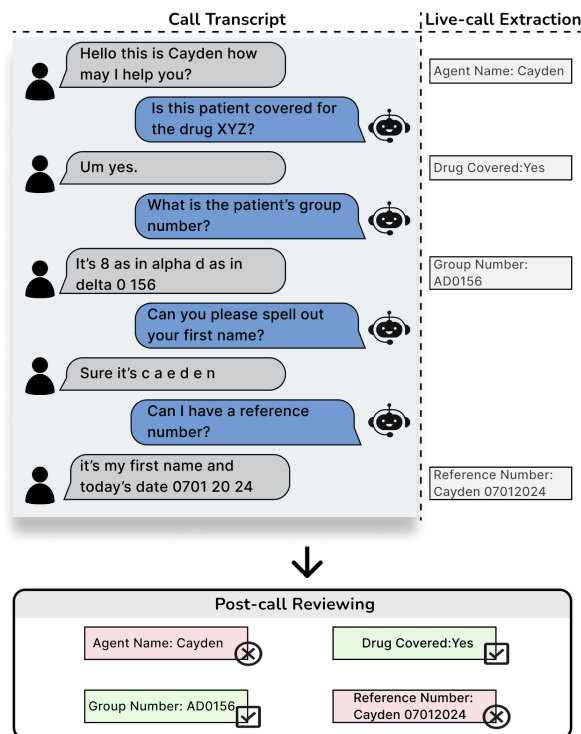 Call Transcript
Live-call Extraction
Hello this is Cayden how
may I help you?
Agent Name: Cayden
Is this patient covered for
the drug XYZ?
Um yes.
Drug Covered:Yes
What is the patient's group
number?
It's 8 as in alpha d as in
delta 0 156
Group Number:
AD0156
Can you please spell out
your first name?
Sure it's c a e d e n
Can I have a reference
number?
it's my first name and
today's date 0701 20 24
Reference Number:
Cayden 07012024
Post-call Reviewing
Agent Name: Cayden
Drug Covered:Yes
Group Number: AD0156
Reference Number:
Cayden 07012024